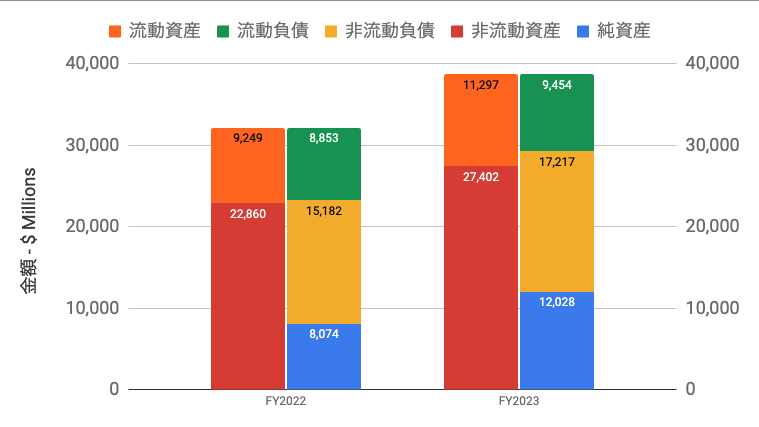 流動資産 流動負債 非流動負債 非流動資産 純資産
40,000 40,000
11,297 9,454
30,000 9,249 8,853 30,000
17,217
27,402
22,860 15,182
20,000 20,000
金額 - $ Millions
10,000 12,028 10,000
8,074
0 0
FY2022 FY2023